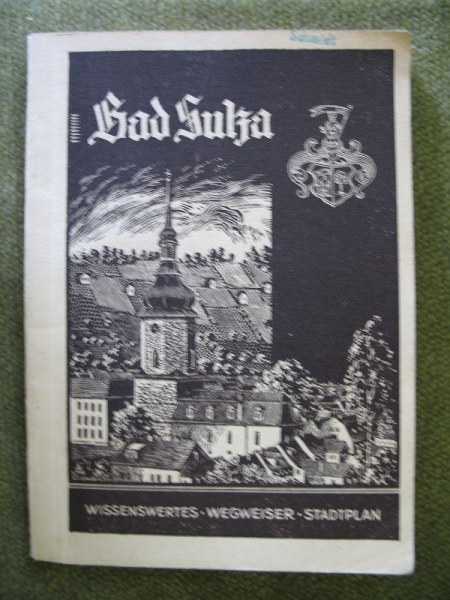 Bad Sulza
WISSENSWERTES · WEGWEISER · STADTPLAN